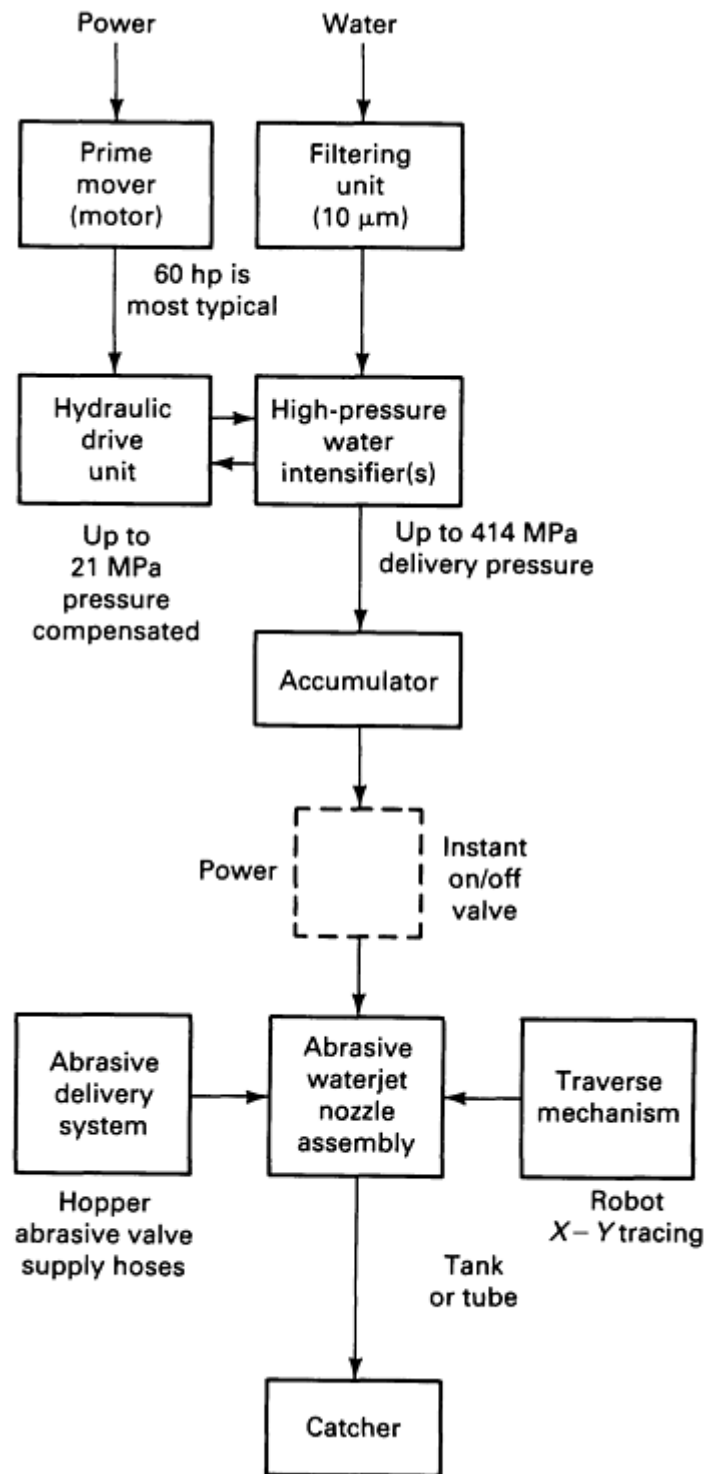 Power
Water
Prime
mover
(motor)
Filtering
unit
(10 μm)
60 hp is
most typical
Hydraulic
drive
unit
High-pressure
water
intensifier(s)
Up to
21 MPa
pressure
compensated
Up to 414 MPa
delivery pressure
Accumulator
Power
Instant
on/off
valve
Abrasive
delivery
system
Abrasive
waterjet
nozzle
assembly
Traverse
mechanism
Hopper
abrasive valve
supply hoses
Robot
X – Y tracing
Tank
or tube
Catcher